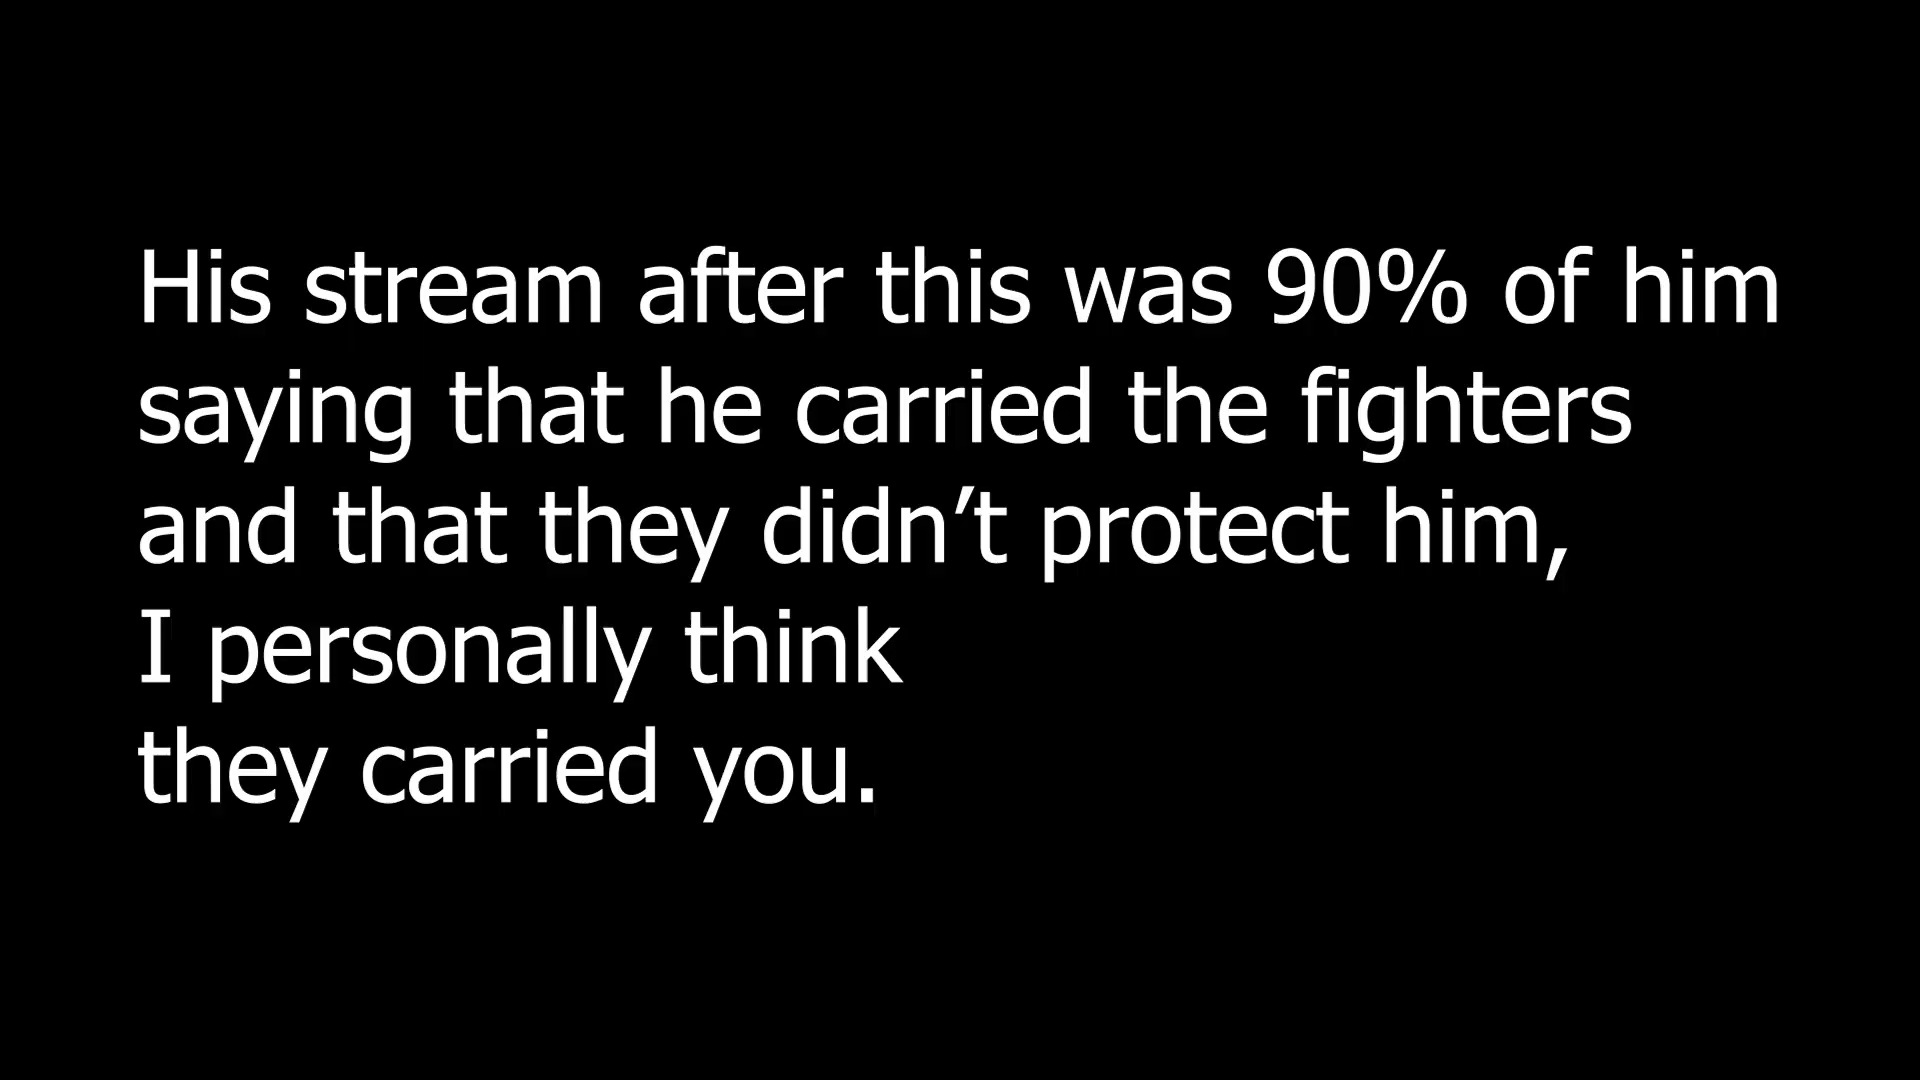 His stream after this was 90% of him
saying that he carried the fighters
and that they didn’t protect him,
I personally think
they carried you.